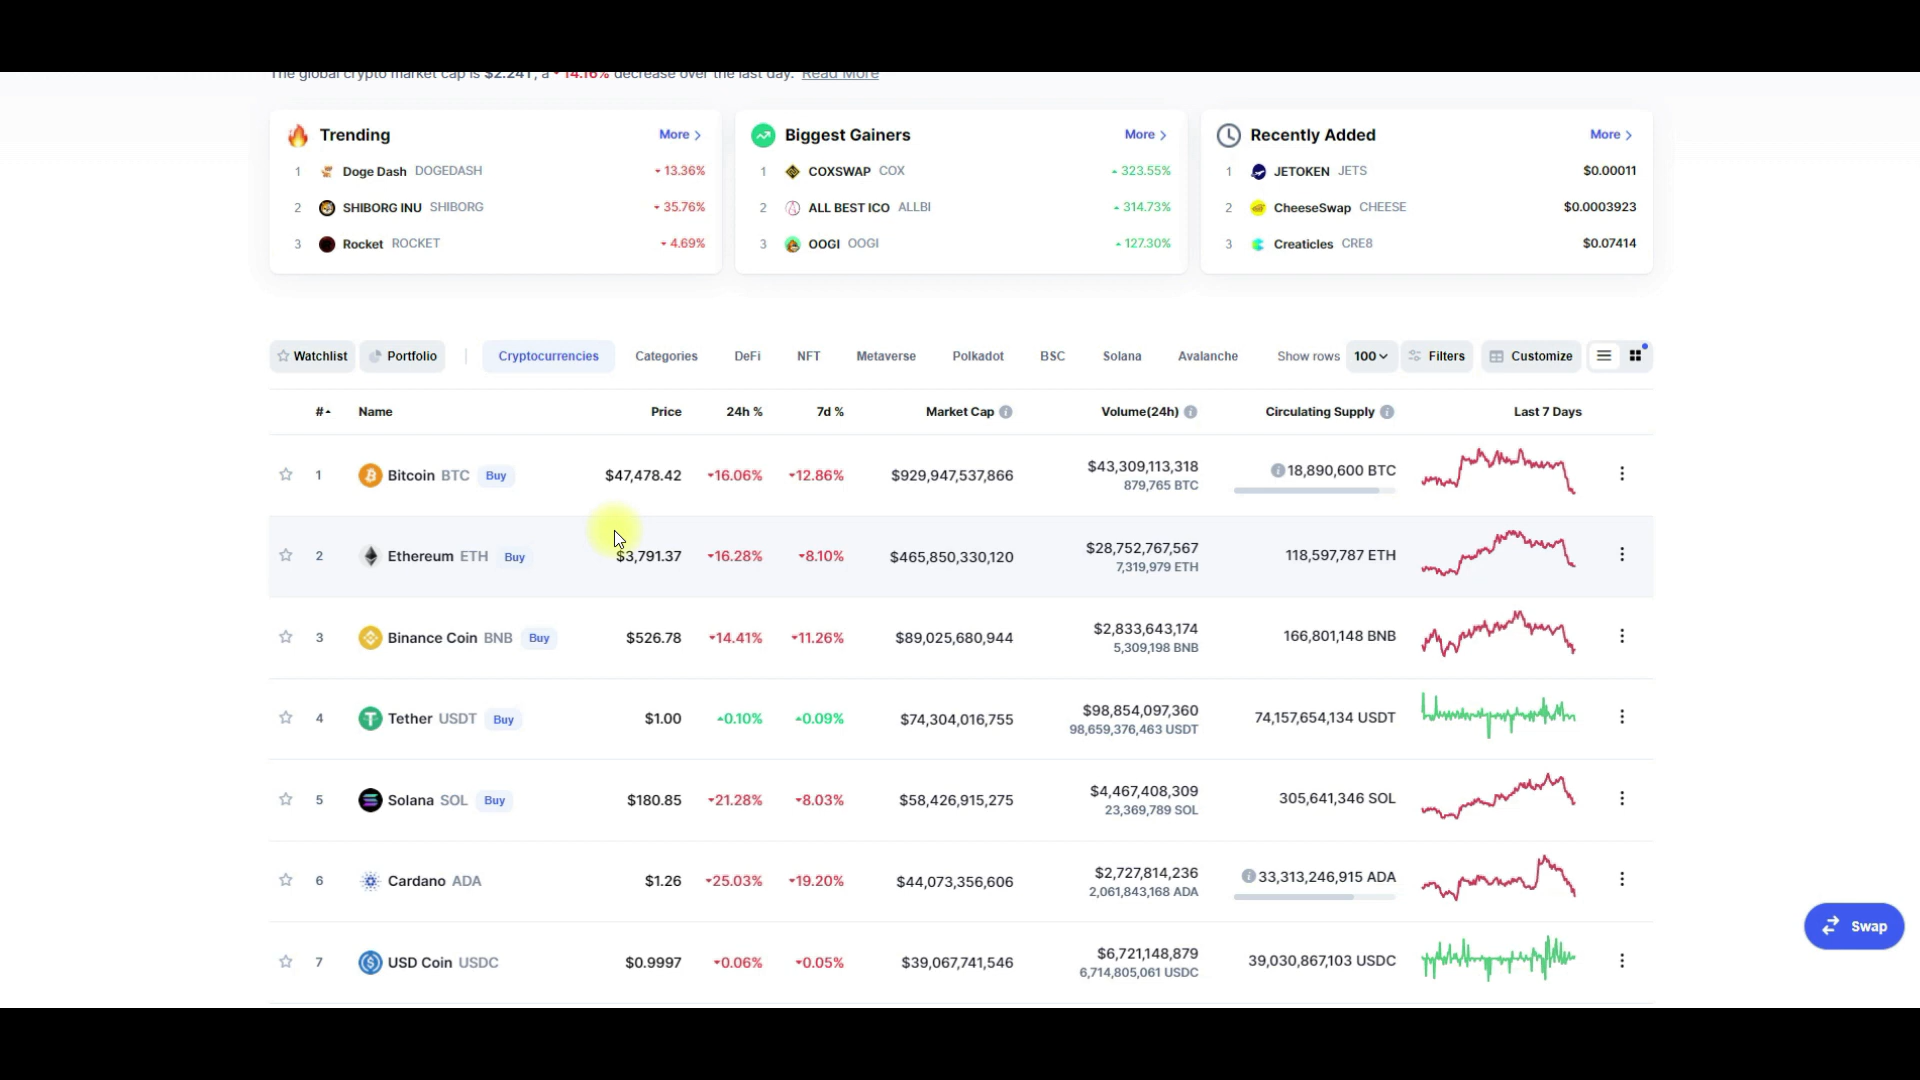 The global crypto market cap is $2.24T, a 14.16% decrease over the last day. Read More
Trending More
1 Doge Dash DOGEDASH 13.36%
2 SHIBORG INU SHIBORG 35.76%
3 Rocket ROCKET 4.69%
Biggest Gainers More
1 COXSWAP COX 323.55%
2 ALL BEST ICO ALLBI 314.73%
3 OOGI OOGI 127.30%
Recently Added More
1 JETOKEN JETS $0.00011
2 CheeseSwap CHEESE $0.0003923
3 Creaticles CRE8 $0.07414
Watchlist Portfolio Cryptocurrencies Categories DeFi NFT Metaverse Polkadot BSC Solana Avalanche Show rows 100 Filters Customize
# Name Price 24h % 7d % Market Cap Volume(24h) Circulating Supply Last 7 Days
1 Bitcoin BTC Buy $47,478.42 16.06% 12.86% $929,947,537,866 $43,309,113,318 18,890,600 BTC
879,765 BTC
2 Ethereum ETH Buy $3,791.37 16.28% 8.10% $465,850,330,120 $28,752,767,567 118,597,787 ETH
7,319,979 ETH
3 Binance Coin BNB Buy $526.78 14.41% 11.26% $89,025,680,944 $2,833,643,174 166,801,148 BNB
5,309,198 BNB
4 Tether USDT Buy $1.00 0.10% 0.09% $74,304,016,755 $98,854,097,360 74,157,654,134 USDT
98,659,376,463 USDT
5 Solana SOL Buy $180.85 21.28% 8.03% $58,426,915,275 $4,467,408,309 305,641,346 SOL
23,369,789 SOL
6 Cardano ADA $1.26 25.03% 19.20% $44,073,356,606 $2,727,814,236 33,313,246,915 ADA
2,061,843,168 ADA
Swap
7 USD Coin USDC $0.9997 0.06% 0.05% $39,067,741,546 $6,721,148,879 39,030,867,103 USDC
6,714,805,061 USDC